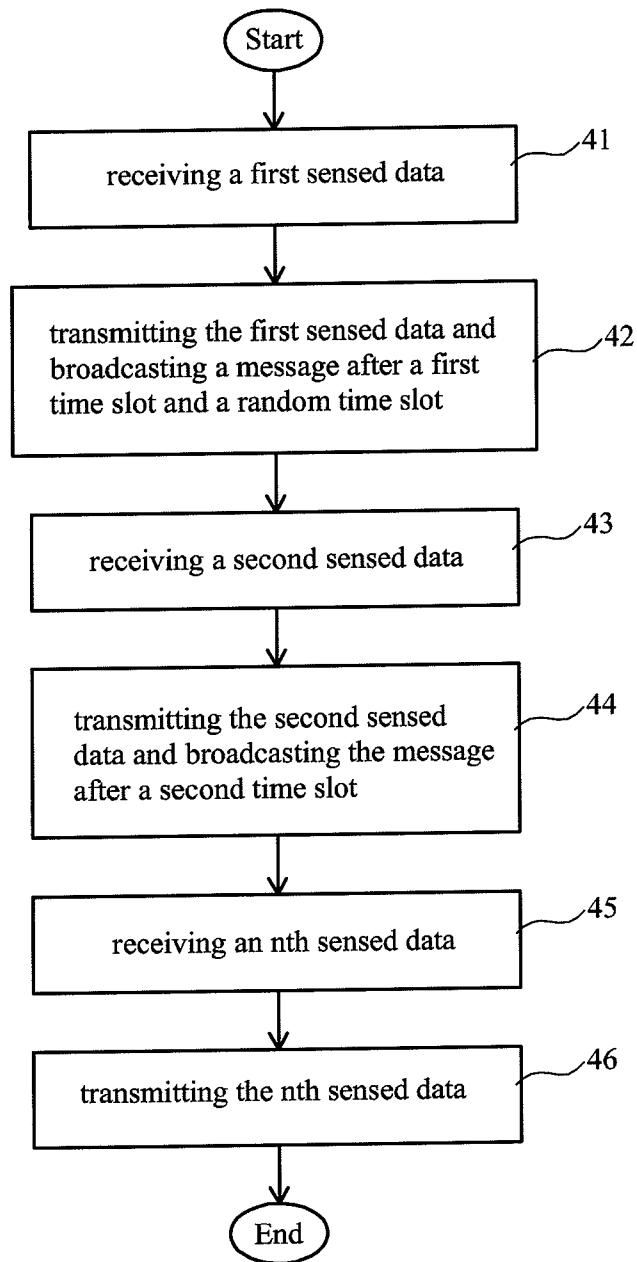 Start
receiving a first sensed data
41
transmitting the first sensed data and
broadcasting a message after a first
time slot and a random time slot
42
receiving a second sensed data
43
transmitting the second sensed
data and broadcasting the message
after a second time slot
44
receiving an nth sensed data
45
transmitting the nth sensed data
46
End